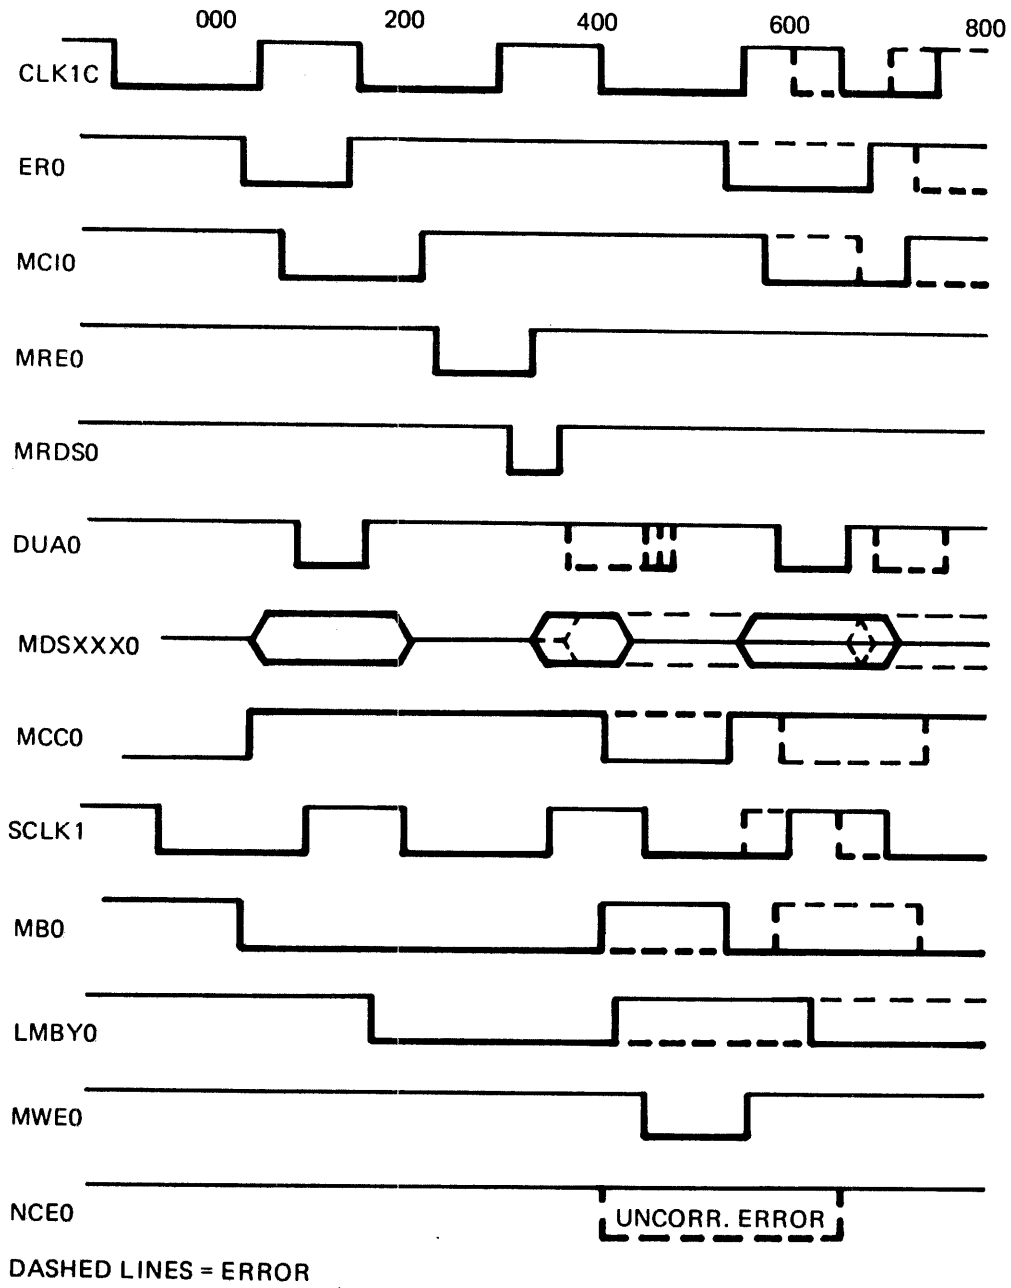 000 200 400 600 800
CLK1C
ER0
MCI0
MRE0
MRDS0
DUA0
MDSXXX0
MCC0
SCLK1
MB0
LMBY0
MWE0
NCE0 UNCORR. ERROR
DASHED LINES = ERROR